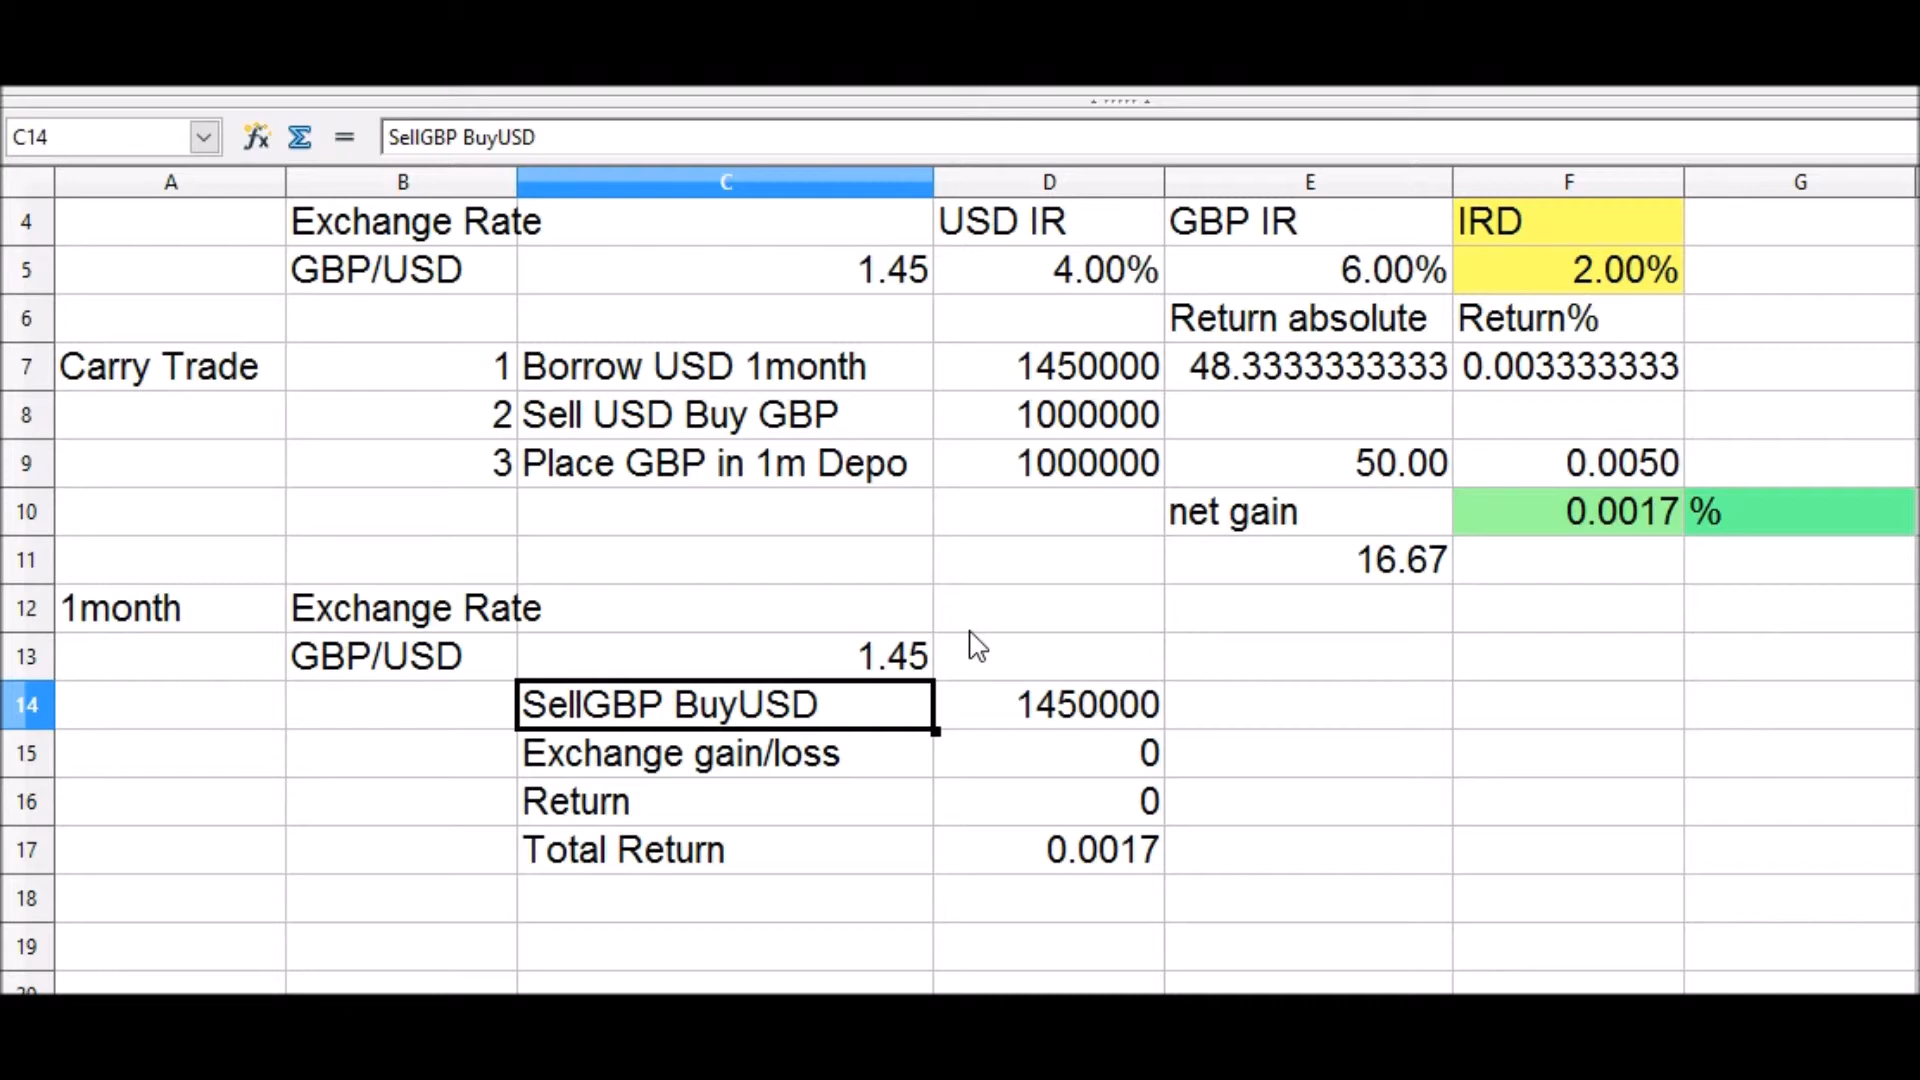 C14 SellGBP BuyUSD
A B C D E F G
4 Exchange Rate USD IR GBP IR IRD
5 GBP/USD 1.45 4.00% 6.00% 2.00%
6 Return absolute Return%
7 Carry Trade 1 Borrow USD 1month 1450000 48.3333333333 0.003333333
8 2 Sell USD Buy GBP 1000000
9 3 Place GBP in 1m Depo 1000000 50.00 0.0050
10 net gain 0.0017 %
11 16.67
12 1month Exchange Rate
13 GBP/USD 1.45
14 SellGBP BuyUSD 1450000
15 Exchange gain/loss 0
16 Return 0
17 Total Return 0.0017
18
19